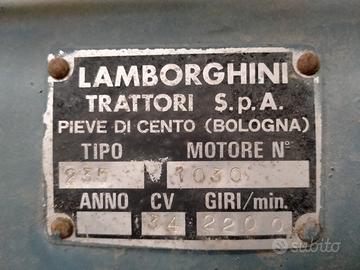 LAMBORGHINI
TRATTORI S.p.A.
PIEVE DI CENTO (BOLOGNA)
TIPO MOTORE N°
235 1030
ANNO CV GIRI/min.
34 2200
subito